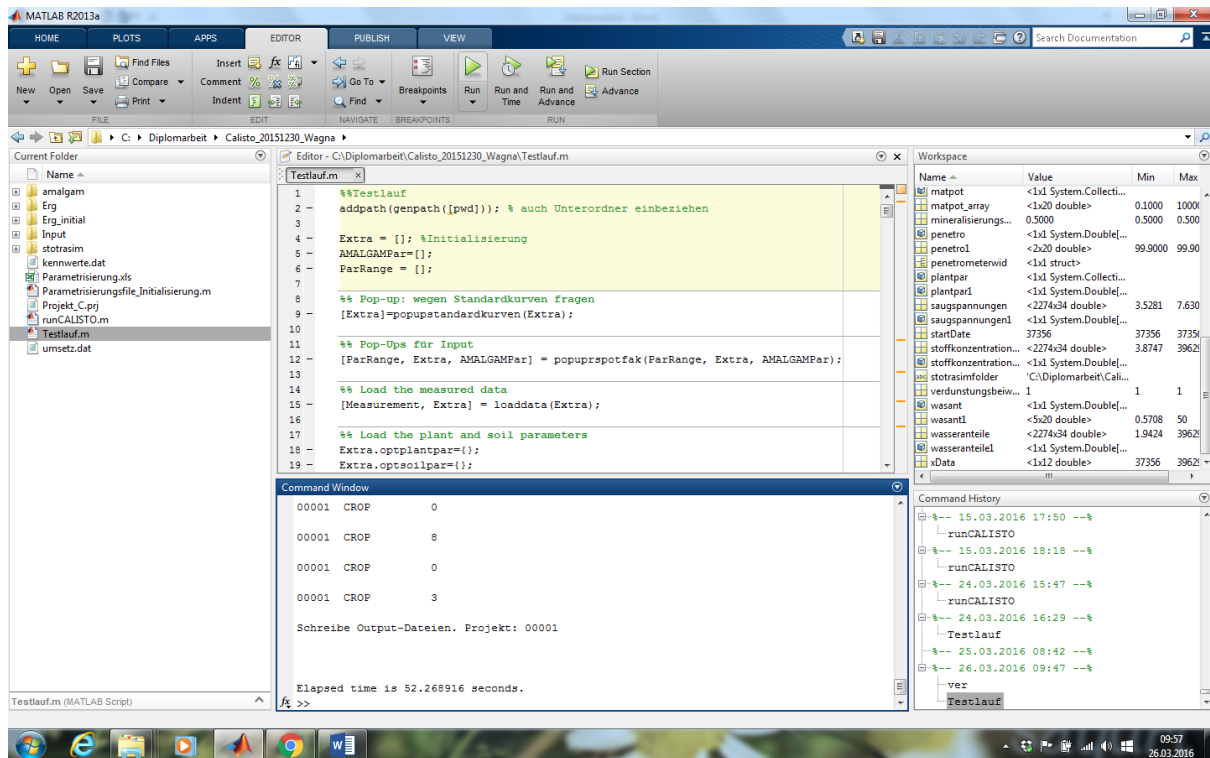 MATLAB R2013a
HOME PLOTS APPS EDITOR PUBLISH VIEW
Search Documentation
New Open Save
Find Files
Compare
Print
FILE
Insert fx
Comment
Indent
EDIT
Go To
Find
NAVIGATE
Breakpoints
BREAKPOINTS
Run
Run and Time
Run and Advance
Run Section
Advance
RUN
C: Diplomarbeit Calisto_20151230_Wagna
Current Folder
Name
amalgam
Erg
Erg_initial
Input
stotrasim
kennwerte.dat
Parametrisierung.xls
Parametrisierungsfile_Initialisierung.m
Projekt_C.prj
runCALISTO.m
Testlauf.m
umsetz.dat
Testlauf.m (MATLAB Script)
Editor - C:\Diplomarbeit\Calisto_20151230_Wagna\Testlauf.m
Testlauf.m ×
1 %%Testlauf
2 – addpath(genpath([pwd])); % auch Unterordner einbeziehen
3
4 – Extra = []; %Initialisierung
5 – AMALGAMPar=[];
6 – ParRange = [];
7
8 %% Pop-up: wegen Standardkurven fragen
9 – [Extra]=popupstandardkurven(Extra);
10
11 %% Pop-Ups für Input
12 – [ParRange, Extra, AMALGAMPar] = popuprspotfak(ParRange, Extra, AMALGAMPar);
13
14 %% Load the measured data
15 – [Measurement, Extra] = loaddata(Extra);
16
17 %% Load the plant and soil parameters
18 – Extra.optplantpar={};
19 – Extra.optsoilpar={};
Command Window
00001 CROP 0
00001 CROP 8
00001 CROP 0
00001 CROP 3
Schreibe Output-Dateien. Projekt: 00001
Elapsed time is 52.268916 seconds.
fx >>
Workspace
Name Value Min Max
matpot <1x1 System.Collecti...
matpot_array <1x20 double> 0.1000 1000
mineralisierungs... 0.5000 0.5000 0.500
penetro <1x1 System.Double[...
penetro1 <2x20 double> 99.9000 99.90
penetrometerwid <1x1 struct>
plantpar <1x1 System.Collecti...
plantpar1 <1x1 System.Double[...
saugspannungen <2274x34 double> 3.5281 7.630
saugspannungen1 <1x1 System.Double[...
startDate 37356 37356 3735
stoffkonzentration... <2274x34 double> 3.8747 3962
stoffkonzentration... <1x1 System.Double[...
stotrasimfolder 'C:\Diplomarbeit\Cali...
verdunstungsbeiw... 1 1 1
wasant <1x1 System.Double[...
wasant1 <5x20 double> 0.5708 50
wasseranteile <2274x34 double> 1.9424 3962
wasseranteile1 <1x1 System.Double[...
xData <1x12 double> 37356 3962
Command History
%-- 15.03.2016 17:50 --%
runCALISTO
%-- 15.03.2016 18:18 --%
runCALISTO
%-- 24.03.2016 15:47 --%
runCALISTO
%-- 24.03.2016 16:29 --%
Testlauf
%-- 25.03.2016 08:42 --%
%-- 26.03.2016 09:47 --%
ver
Testlauf
09:57
26.03.2016